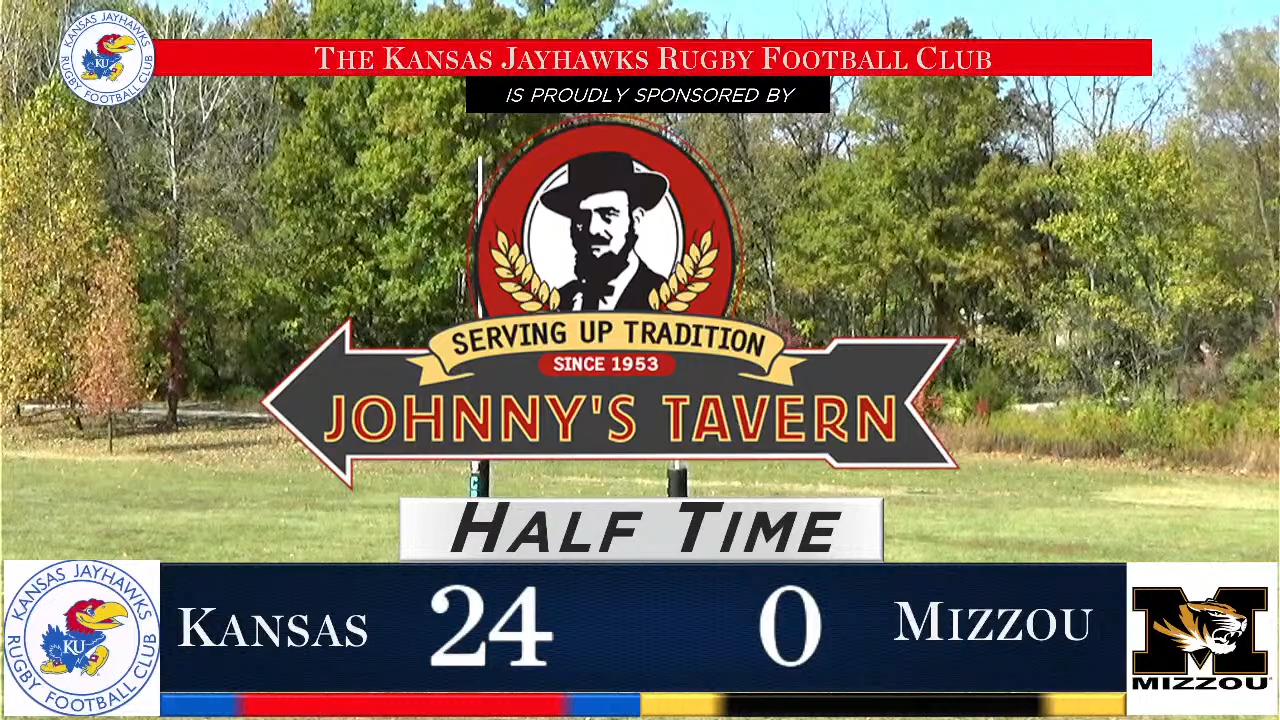 KANSAS JAYHAWKS
KU
RUGBY FOOTBALL CLUB
THE KANSAS JAYHAWKS RUGBY FOOTBALL CLUB
IS PROUDLY SPONSORED BY
SERVING UP TRADITION
SINCE 1953
JOHNNY'S TAVERN
HALF TIME
KANSAS JAYHAWKS
KU
RUGBY FOOTBALL CLUB
KANSAS 24 0 MIZZOU
M
MIZZOU